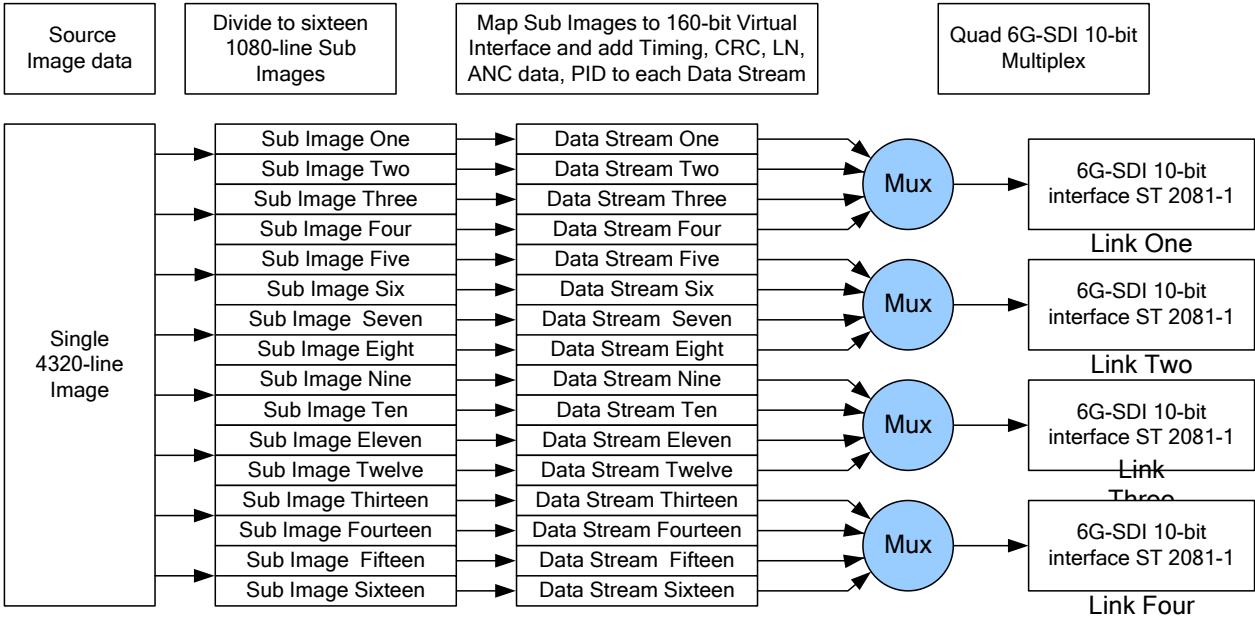 Source
Image data
Divide to sixteen
1080-line Sub
Images
Map Sub Images to 160-bit Virtual
Interface and add Timing, CRC, LN,
ANC data, PID to each Data Stream
Quad 6G-SDI 10-bit
Multiplex
Single
4320-line
Image
Sub Image One
Sub Image Two
Sub Image Three
Sub Image Four
Sub Image Five
Sub Image Six
Sub Image Seven
Sub Image Eight
Sub Image Nine
Sub Image Ten
Sub Image Eleven
Sub Image Twelve
Sub Image Thirteen
Sub Image Fourteen
Sub Image Fifteen
Sub Image Sixteen
Data Stream One
Data Stream Two
Data Stream Three
Data Stream Four
Data Stream Five
Data Stream Six
Data Stream Seven
Data Stream Eight
Data Stream Nine
Data Stream Ten
Data Stream Eleven
Data Stream Twelve
Data Stream Thirteen
Data Stream Fourteen
Data Stream Fifteen
Data Stream Sixteen
Mux
Mux
Mux
Mux
6G-SDI 10-bit
interface ST 2081-1
Link One
6G-SDI 10-bit
interface ST 2081-1
Link Two
6G-SDI 10-bit
interface ST 2081-1
Link
Three
6G-SDI 10-bit
interface ST 2081-1
Link Four